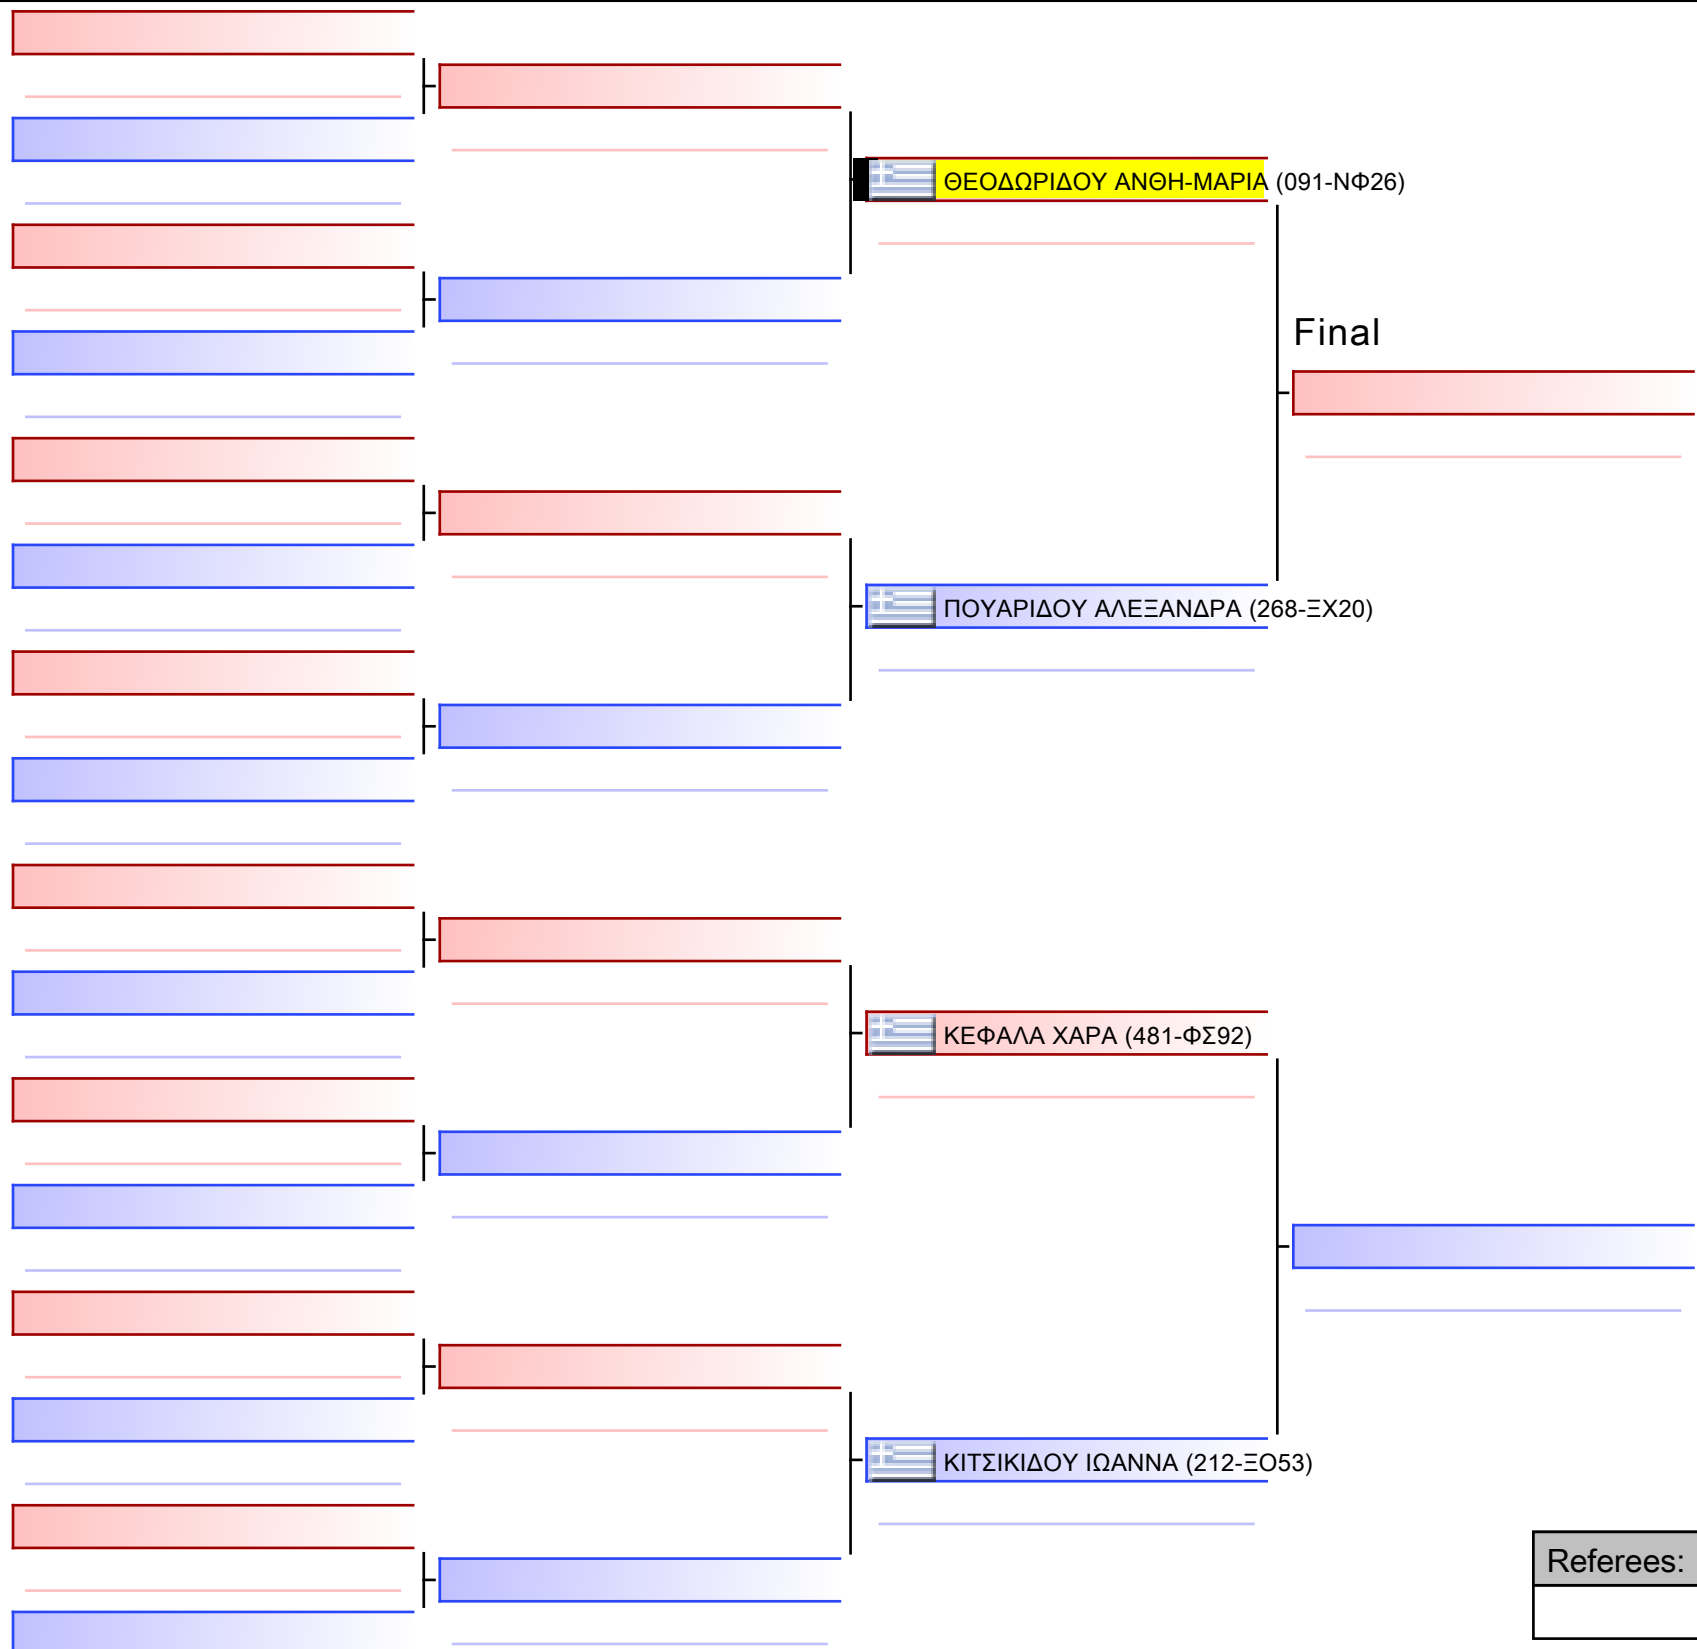 ΘΕΟΔΩΡΙΔΟΥ ΑΝΘΗ-ΜΑΡΙΑ (091-ΝΦ26)
Final
ΠΟΥΑΡΙΔΟΥ ΑΛΕΞΑΝΔΡΑ (268-ΞΧ20)
ΚΕΦΑΛΑ ΧΑΡΑ (481-ΦΣ92)
ΚΙΤΣΙΚΙΔΟΥ ΙΩΑΝΝΑ (212-ΞΟ53)
Referees: